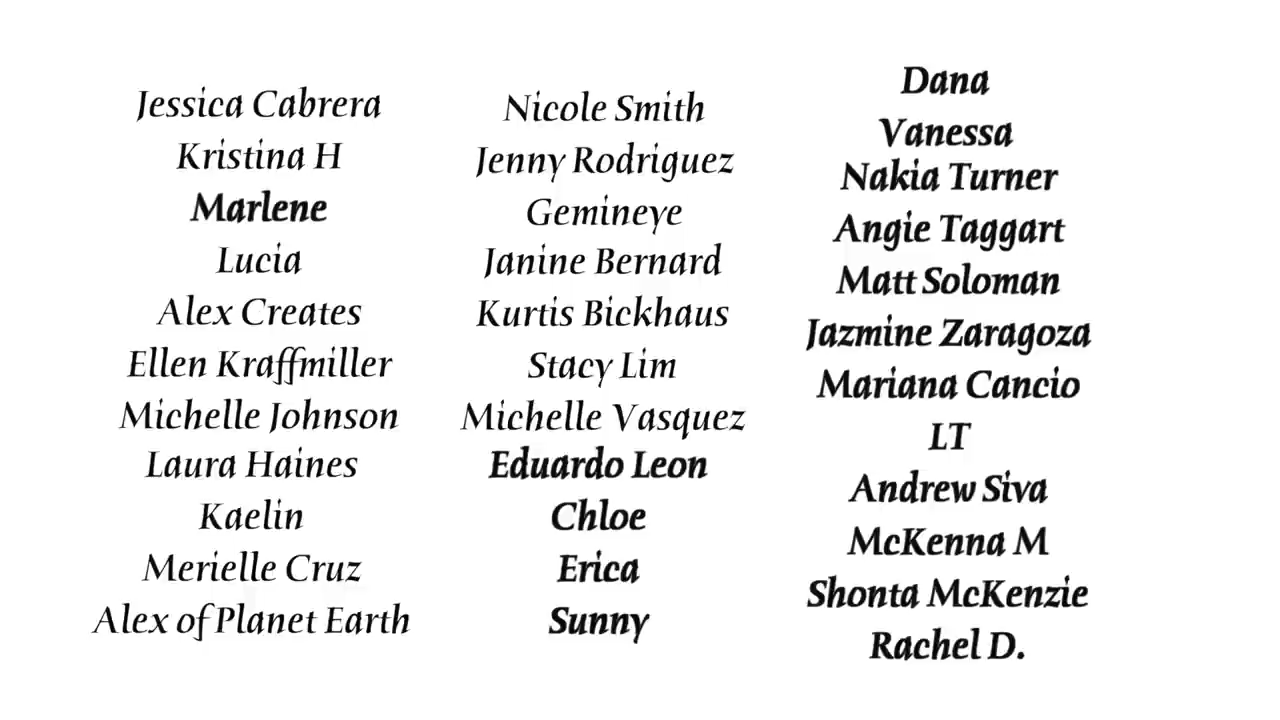 Jessica Cabrera
Kristina H
Marlene
Lucia
Alex Creates
Ellen Kraffmiller
Michelle Johnson
Laura Haines
Kaelin
Merielle Cruz
Alex of Planet Earth
Nicole Smith
Jenny Rodriguez
Gemineye
Janine Bernard
Kurtis Bickhaus
Stacy Lim
Michelle Vasquez
Eduardo Leon
Chloe
Erica
Sunny
Dana
Vanessa
Nakia Turner
Angie Taggart
Matt Soloman
Jazmine Zaragoza
Mariana Cancio
LT
Andrew Siva
McKenna M
Shonta McKenzie
Rachel D.